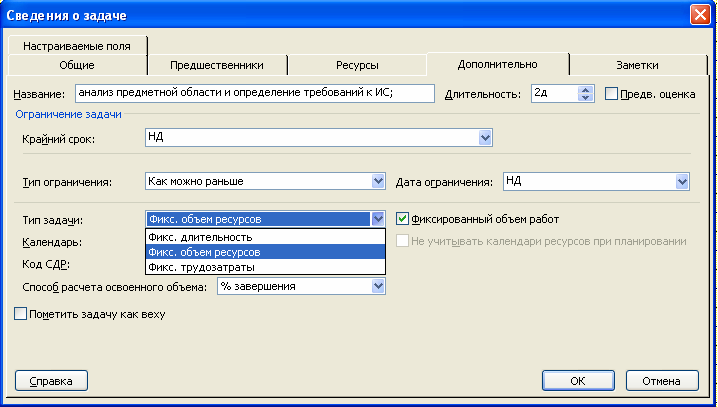 Сведения о задаче
Настраиваемые поля
Общие Предшественники Ресурсы Дополнительно Заметки
Название: анализ предметной области и определение требований к ИС; Длительность: 2д Предв. оценка
Ограничение задачи
Крайний срок: НД
Тип ограничения: Как можно раньше Дата ограничения: НД
Тип задачи: Фикс. объем ресурсов Фиксированный объем работ
Фикс. длительность
Календарь: Фикс. объем ресурсов Не учитывать календари ресурсов при планировании
Код СДР: Фикс. трудозатраты
Способ расчета освоенного объема: % завершения
Пометить задачу как веху
Справка ОК Отмена